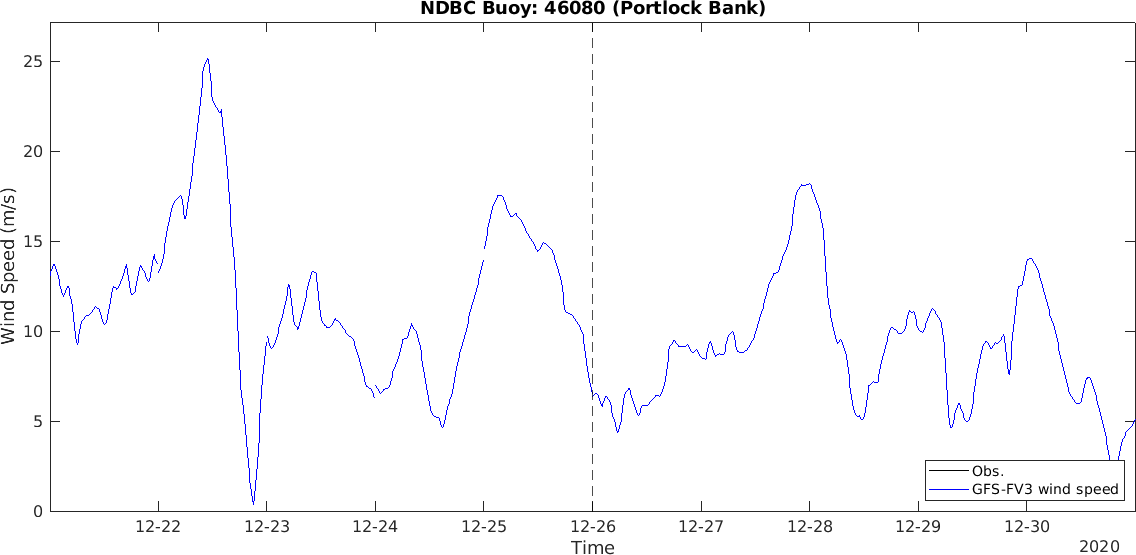 NDBC Buoy: 46080 (Portlock Bank)
25
20
15
10
5
0
Wind Speed (m/s)
12-22 12-23 12-24 12-25 12-26 12-27 12-28 12-29 12-30
Time
2020
Obs.
GFS-FV3 wind speed